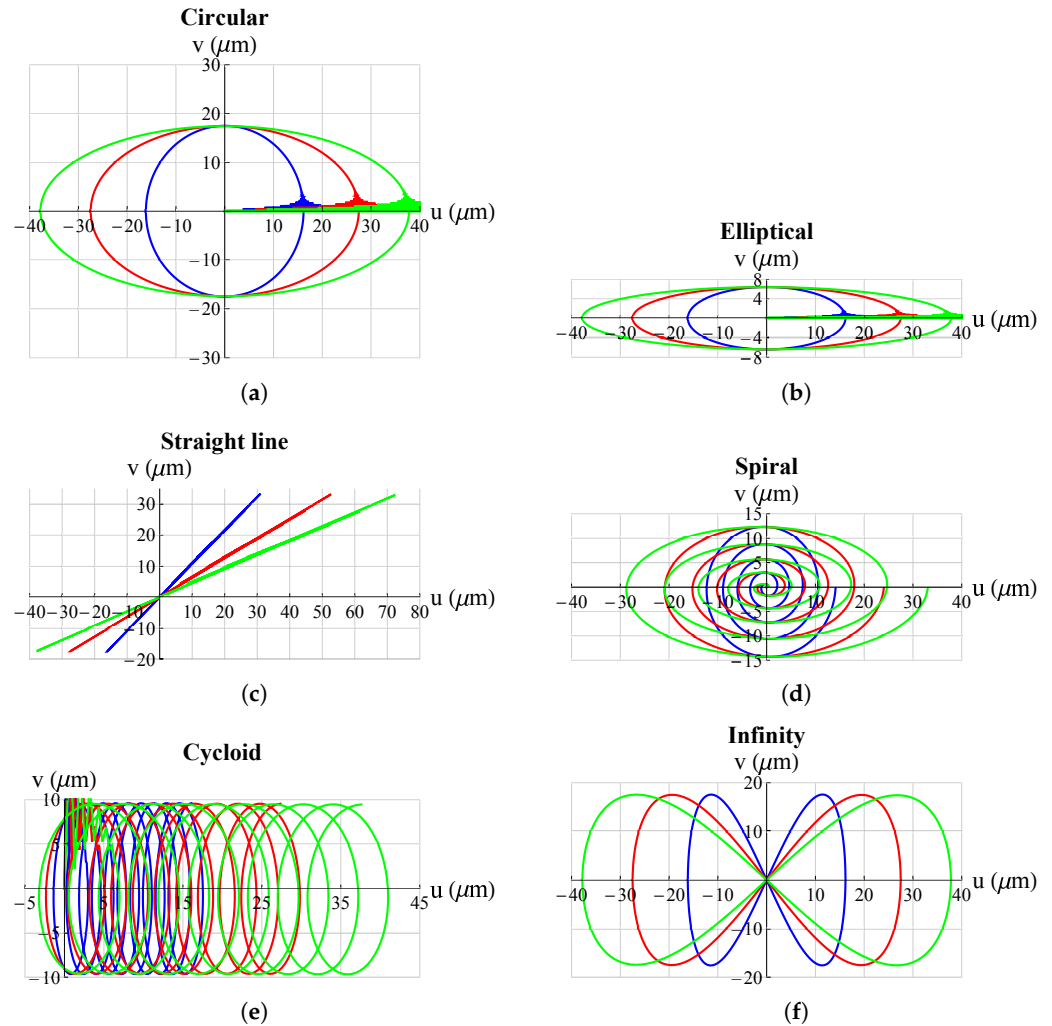 Circular
v (μm)
30
20
10
−40 −30 −20 −10 10 20 30 40 u (μm)
−10
−20
−30
(a)
Elliptical
v (μm)
8
4
−40 −30 −20 −10 10 20 30 40 u (μm)
−4
−8
(b)
Straight line
v (μm)
30
20
10
−40 −30 −20 −10 10 20 30 40 50 60 70 80 u (μm)
−10
−20
(c)
Spiral
v (μm)
15
10
5
−40 −30 −20 −10 10 20 30 40 u (μm)
−5
−10
−15
(d)
Cycloid
v (μm)
10
5
−5 5 15 25 35 45 u (μm)
−5
−10
(e)
Infinity
v (μm)
20
10
−40 −30 −20 −10 10 20 30 40 u (μm)
−10
−20
(f)